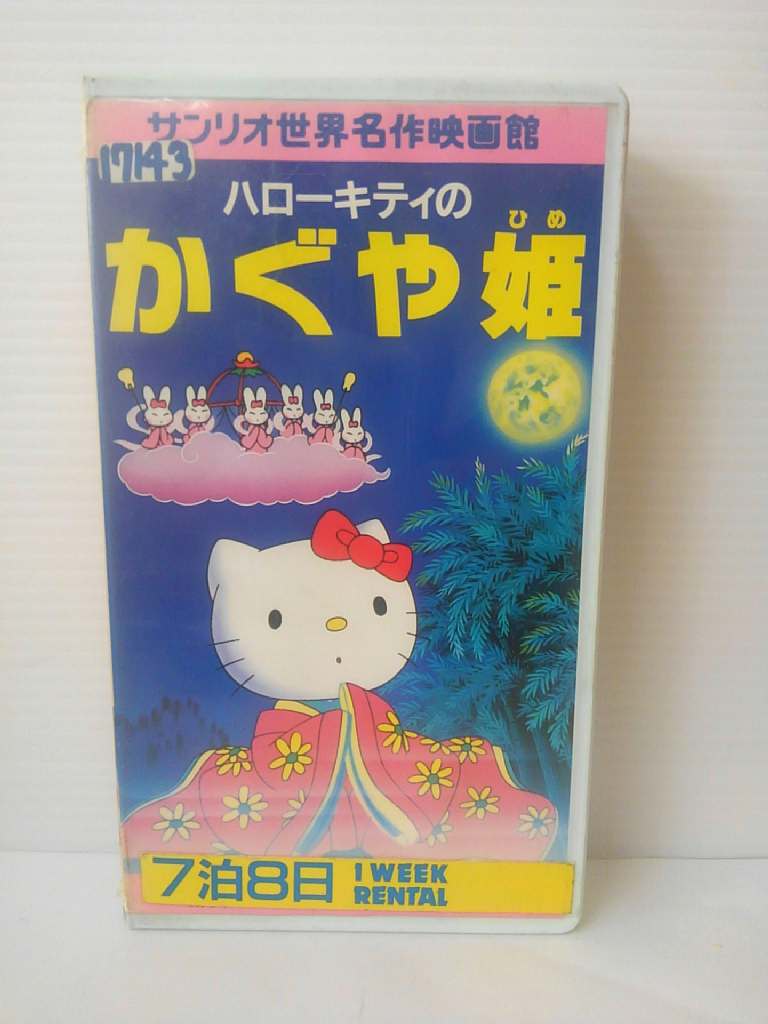 サンリオ世界名作映画館
17143
ハローキティの
ひめ
かぐや姫
7泊8日
1 WEEK
RENTAL